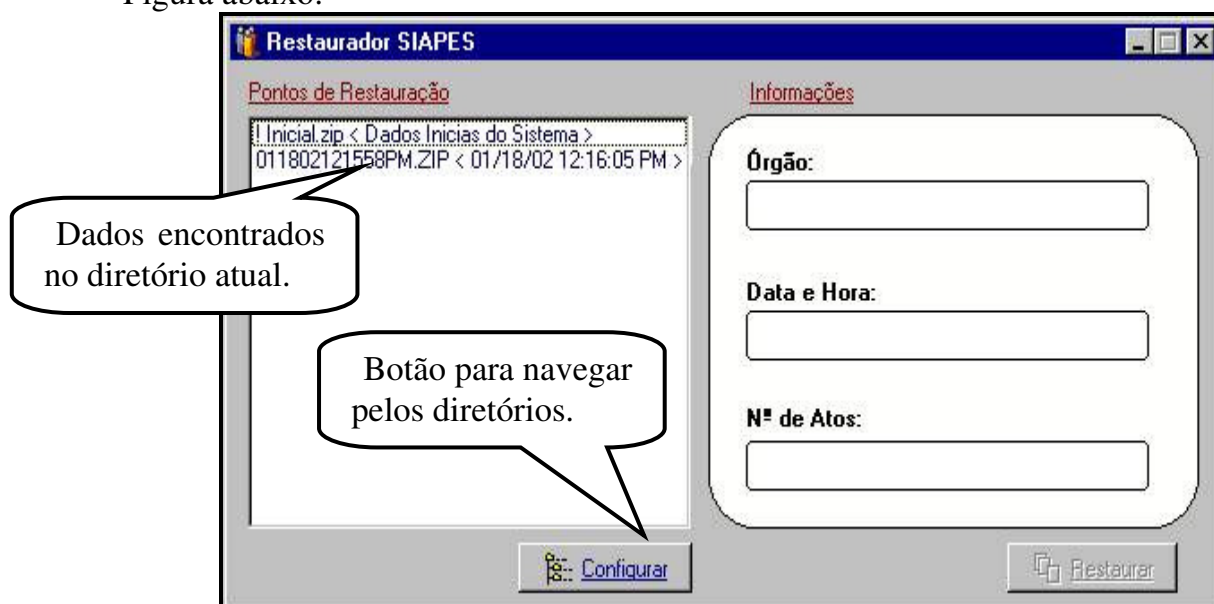 Figura abaixo:
Restaurador SIAPES
Pontos de Restauração
! Inicial.zip < Dados Inicias do Sistema >
011802121558PM.ZIP < 01/18/02 12:16:05 PM >
Dados encontrados
no diretório atual.
Botão para navegar
pelos diretórios.
Configurar
Informações
Órgão:
Data e Hora:
Nº de Atos:
Restaurar